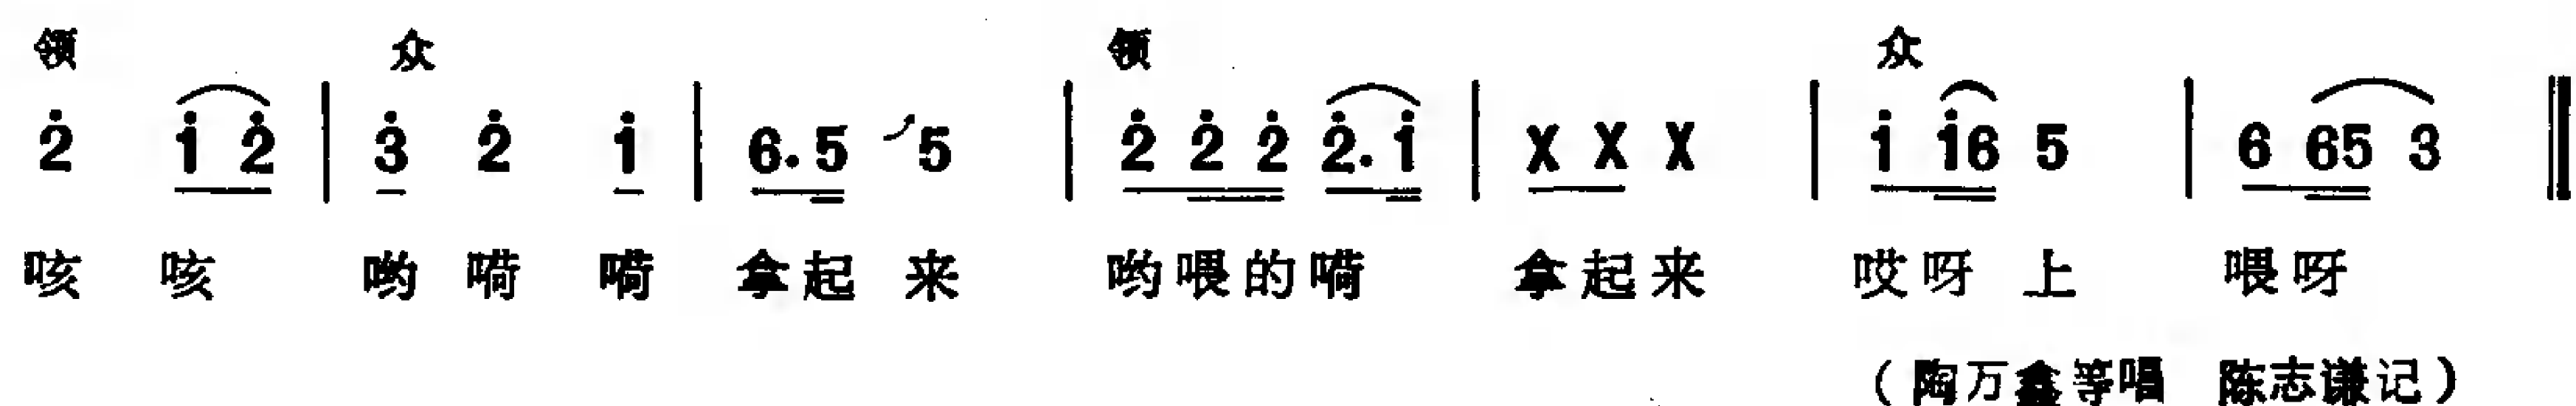 领 众 领 众
2̇ 1̇ 2̇ | 3̇ 2̇ 1̇ | 6. 5 5 | 2̇ 2̇ 2̇ 2̇. 1̇ | X X X | 1̇ 1̇6 5 | 6 65 3 ‖
咳 咳 哟 嗬 嗬 拿起 来 哟喂的嗬 拿起来 哎呀 上 喂呀
（陶万鑫等唱 陈志谦记）